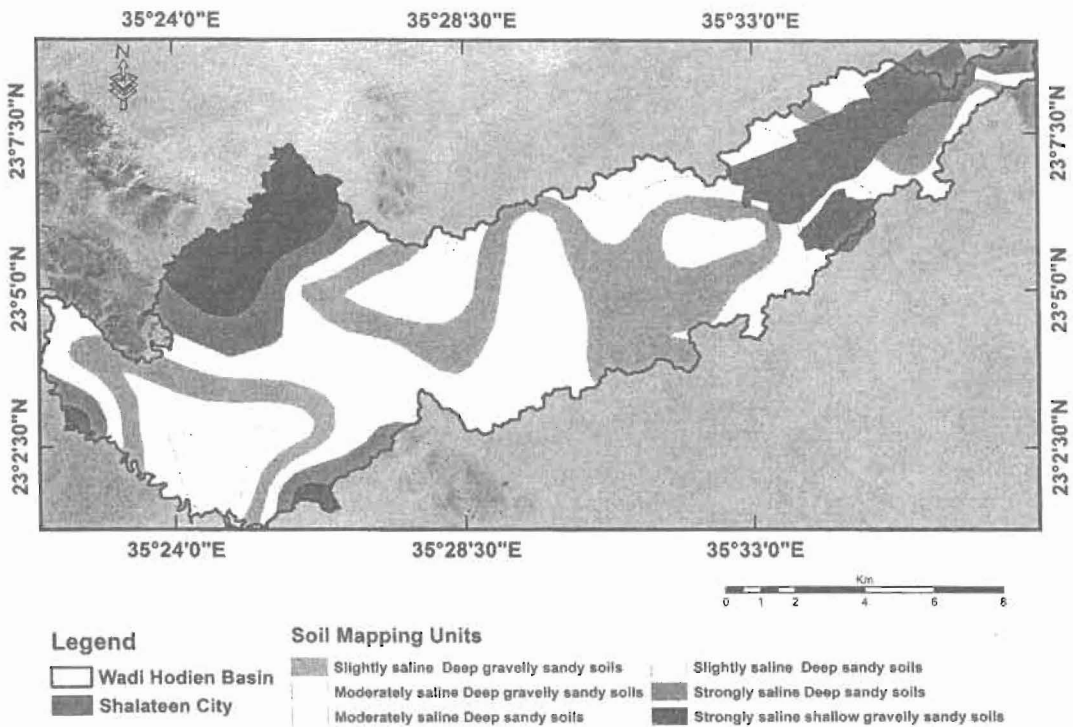 35°24'0"E 35°28'30"E 35°33'0"E
N
23°7'30"N 23°7'30"N
23°5'0"N 23°5'0"N
23°2'30"N 23°2'30"N
35°24'0"E 35°28'30"E 35°33'0"E
Km
0 1 2 4 6 8
Legend
Wadi Hodien Basin
Shalateen City
Soil Mapping Units
Slightly saline Deep gravelly sandy soils
Moderately saline Deep gravelly sandy soils
Moderately saline Deep sandy soils
Slightly saline Deep sandy soils
Strongly saline Deep sandy soils
Strongly saline shallow gravelly sandy soils